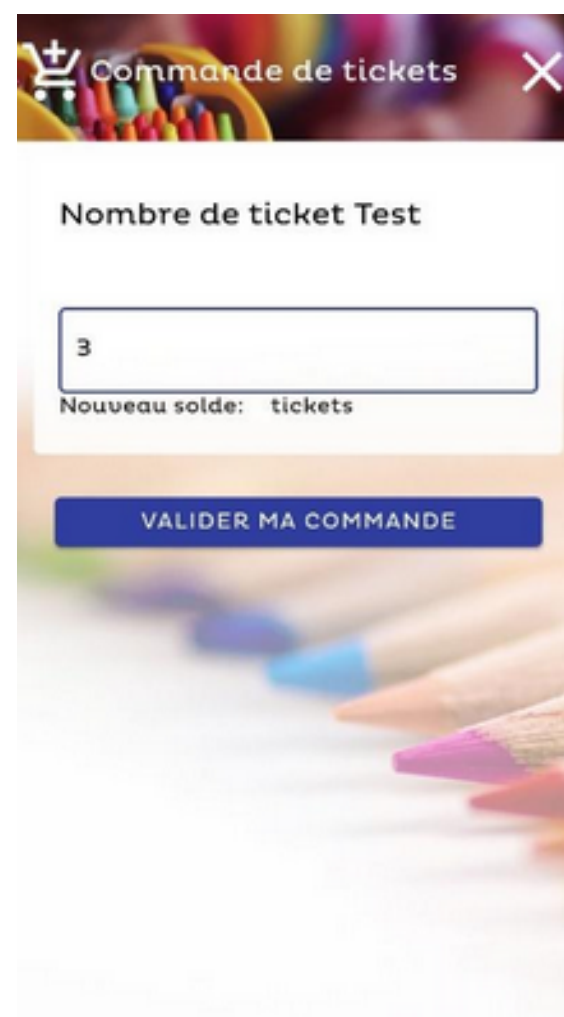 Commande de tickets
Nombre de ticket Test
3
Nouveau solde: tickets
VALIDER MA COMMANDE